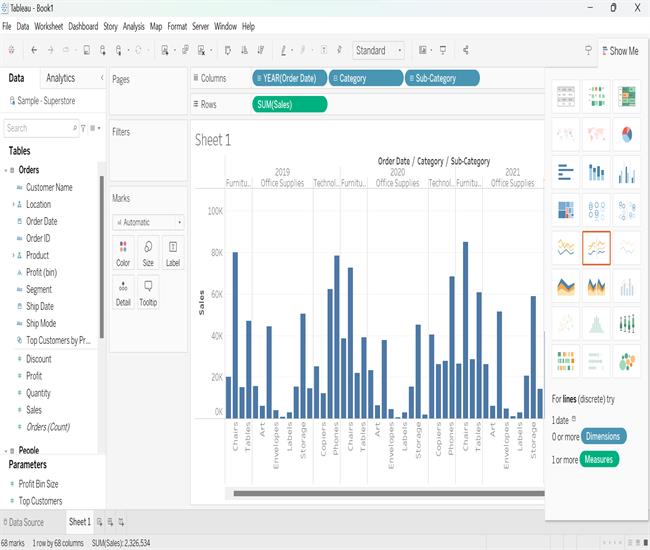 Tableau - Book1
File Data Worksheet Dashboard Story Analysis Map Format Server Window Help
Standard
Show Me
Data Analytics
Sample - Superstore
Search
Tables
Orders
Customer Name
Location
Order Date
Order ID
Product
Profit (bin)
Segment
Ship Date
Ship Mode
Top Customers by Pr...
Discount
Profit
Quantity
Sales
Orders (Count)
People
Parameters
Profit Bin Size
Top Customers
Pages
Filters
Marks
Automatic
Color Size Label
Detail Tooltip
Columns YEAR(Order Date) Category Sub-Category
Rows SUM(Sales)
Sheet 1
Order Date / Category / Sub-Category
2019 2020 2021
Furnitu.. Office Supplies Technol.. Furnitu.. Office Supplies Technol.. Furnitu.. Office Supplies
100K
80K
60K
40K
20K
0K
Sales
Chairs Tables Art Envelopes Labels Storage Copiers Phones Chairs Tables Art Envelopes Labels Storage Copiers Phones Chairs Tables Art Envelopes Labels Storage
For lines (discrete) try
1 date
0 or more Dimensions
1 or more Measures
Data Source Sheet 1
68 marks 1 row by 68 columns SUM(Sales): 2,326,534